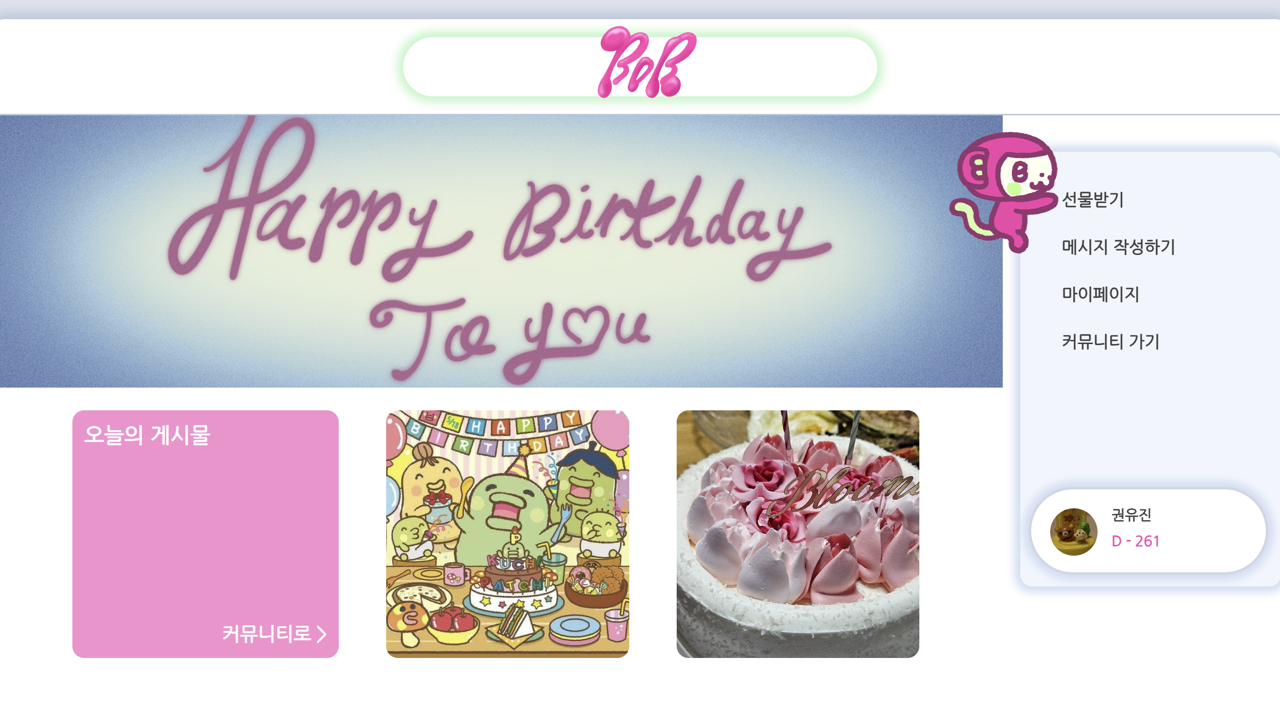 BOB
Happy Birthday
To y♡u
선물받기
메시지 작성하기
마이페이지
커뮤니티 가기
권유진
D - 261
오늘의 게시물
커뮤니티로 >
HAPPY
BIRTHDAY
KUCHI
PATCHI
Blooms